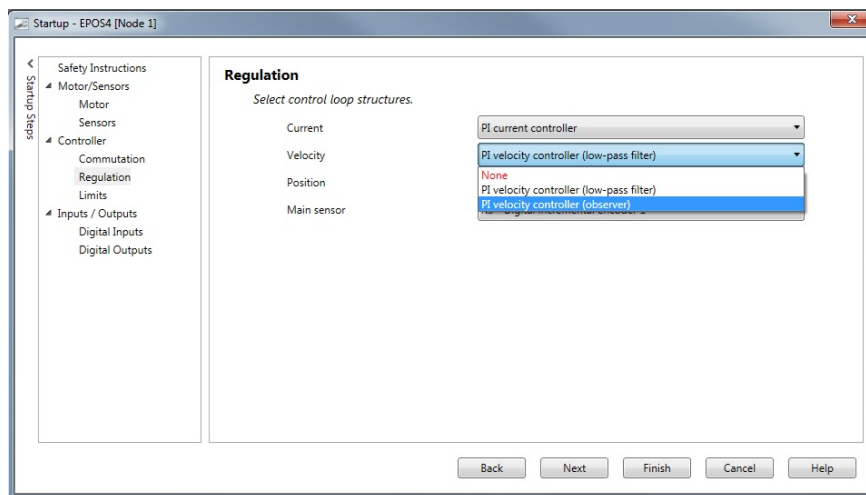 Startup - EPOS4 [Node 1]
Startup Steps
Safety Instructions
Motor/Sensors
Motor
Sensors
Controller
Commutation
Regulation
Limits
Inputs / Outputs
Digital Inputs
Digital Outputs
Regulation
Select control loop structures.
Current
PI current controller
Velocity
PI velocity controller (low-pass filter)
None
PI velocity controller (low-pass filter)
PI velocity controller (observer)
Position
Main sensor
Back
Next
Finish
Cancel
Help